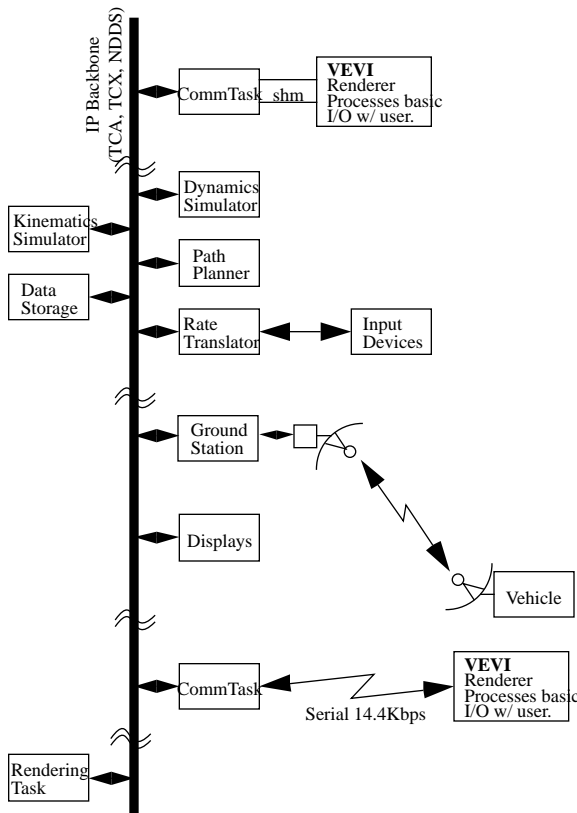 IP Backbone
(TCA, TCX, NDDS)
CommTask
shm
VEVI
Renderer
Processes basic
I/O w/ user.
Dynamics
Simulator
Kinematics
Simulator
Path
Planner
Data
Storage
Rate
Translator
Input
Devices
Ground
Station
Displays
Vehicle
CommTask
Serial 14.4Kbps
VEVI
Renderer
Processes basic
I/O w/ user.
Rendering
Task